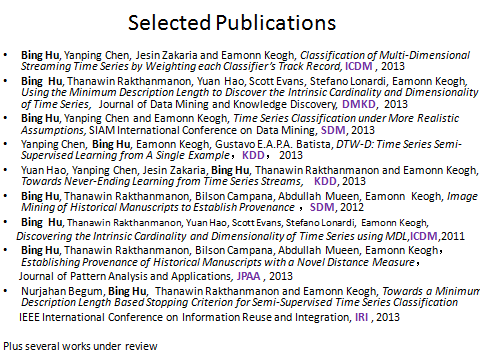 Selected Publications
• Bing Hu, Yanping Chen, Jesin Zakaria and Eamonn Keogh, Classification of Multi-Dimensional
Streaming Time Series by Weighting each Classifier's Track Record, ICDM , 2013
• Bing Hu, Thanawin Rakthanmanon, Yuan Hao, Scott Evans, Stefano Lonardi, Eamonn Keogh,
Using the Minimum Description Length to Discover the Intrinsic Cardinality and Dimensionality
of Time Series, Journal of Data Mining and Knowledge Discovery, DMKD, 2013
• Bing Hu, Yanping Chen and Eamonn Keogh, Time Series Classification under More Realistic
Assumptions, SIAM International Conference on Data Mining, SDM, 2013
• Yanping Chen, Bing Hu, Eamonn Keogh, Gustavo E.A.P.A. Batista, DTW-D: Time Series Semi-
Supervised Learning from A Single Example， KDD， 2013
• Yuan Hao, Yanping Chen, Jesin Zakaria, Bing Hu, Thanawin Rakthanmanon and Eamonn Keogh,
Towards Never-Ending Learning from Time Series Streams, KDD, 2013
• Bing Hu, Thanawin Rakthanmanon, Bilson Campana, Abdullah Mueen, Eamonn Keogh, Image
Mining of Historical Manuscripts to Establish Provenance ，SDM, 2012
• Bing Hu, Thanawin Rakthanmanon, Yuan Hao, Scott Evans, Stefano Lonardi, Eamonn Keogh,
Discovering the Intrinsic Cardinality and Dimensionality of Time Series using MDL,ICDM,2011
• Bing Hu, Thanawin Rakthanmanon, Bilson Campana, Abdullah Mueen, Eamonn Keogh，
Establishing Provenance of Historical Manuscripts with a Novel Distance Measure，
Journal of Pattern Analysis and Applications, JPAA , 2013
• Nurjahan Begum, Bing Hu, Thanawin Rakthanmanon and Eamonn Keogh, Towards a Minimum
Description Length Based Stopping Criterion for Semi-Supervised Time Series Classification
IEEE International Conference on Information Reuse and Integration, IRI , 2013
Plus several works under review